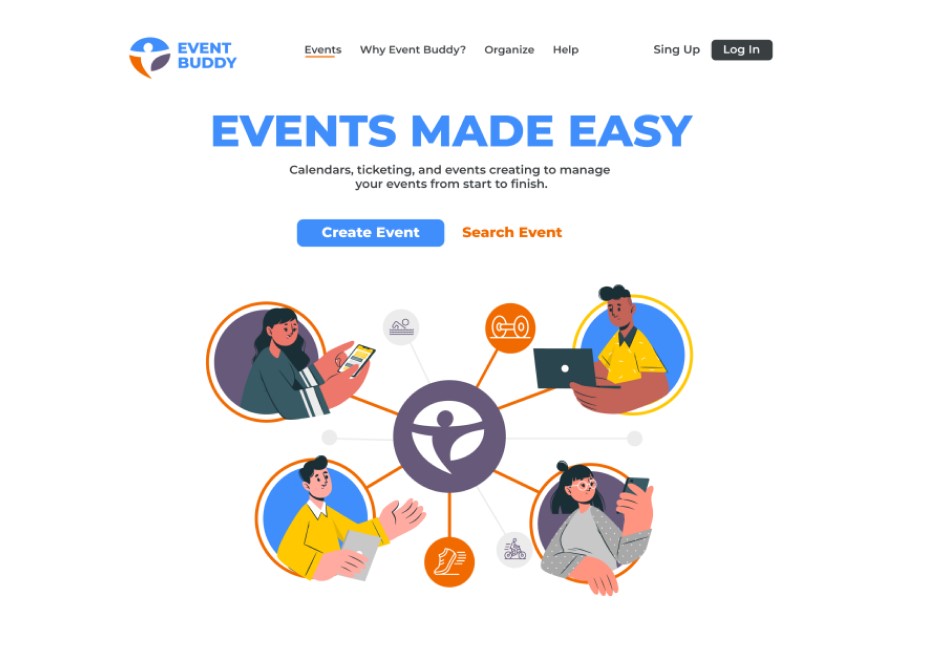 EVENT
BUDDY
Events Why Event Buddy? Organize Help Sing Up Log In
EVENTS MADE EASY
Calendars, ticketing, and events creating to manage
your events from start to finish.
Create Event Search Event